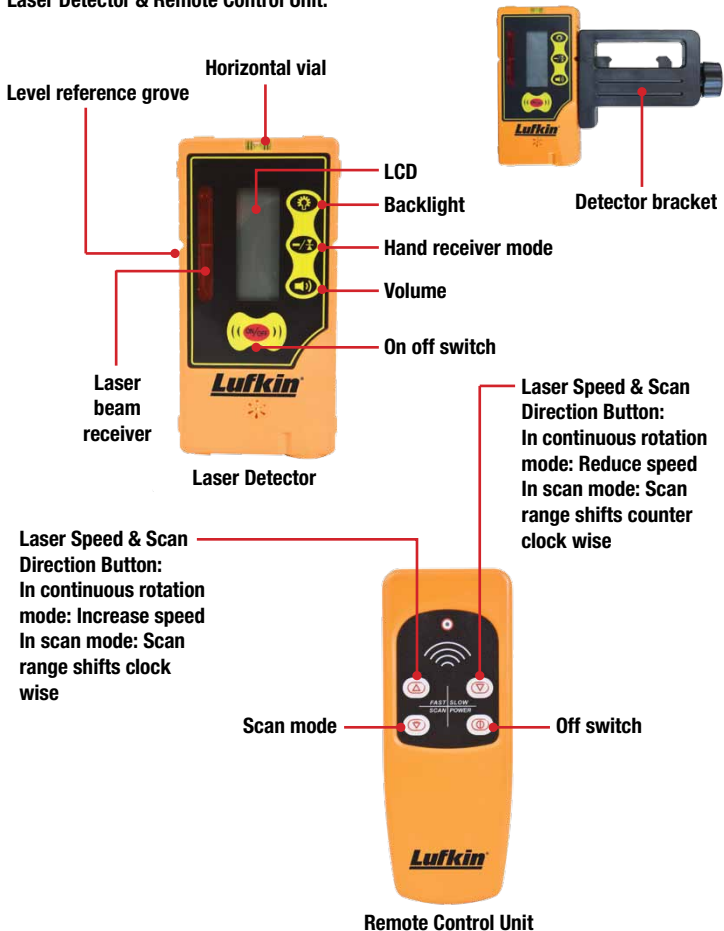 Laser Detector & Remote Control Unit.
Horizontal vial
Level reference grove
Lufkin
Detector bracket
LCD
Backlight
Hand receiver mode
Volume
On off switch
ON/OFF
Lufkin
Laser
beam
receiver
Laser Detector
Laser Speed & Scan
Direction Button:
In continuous rotation
mode: Reduce speed
In scan mode: Scan
range shifts counter
clock wise
Laser Speed & Scan
Direction Button:
In continuous rotation
mode: Increase speed
In scan mode: Scan
range shifts clock
wise
FAST SLOW
SCAN POWER
Scan mode
Off switch
Lufkin
Remote Control Unit